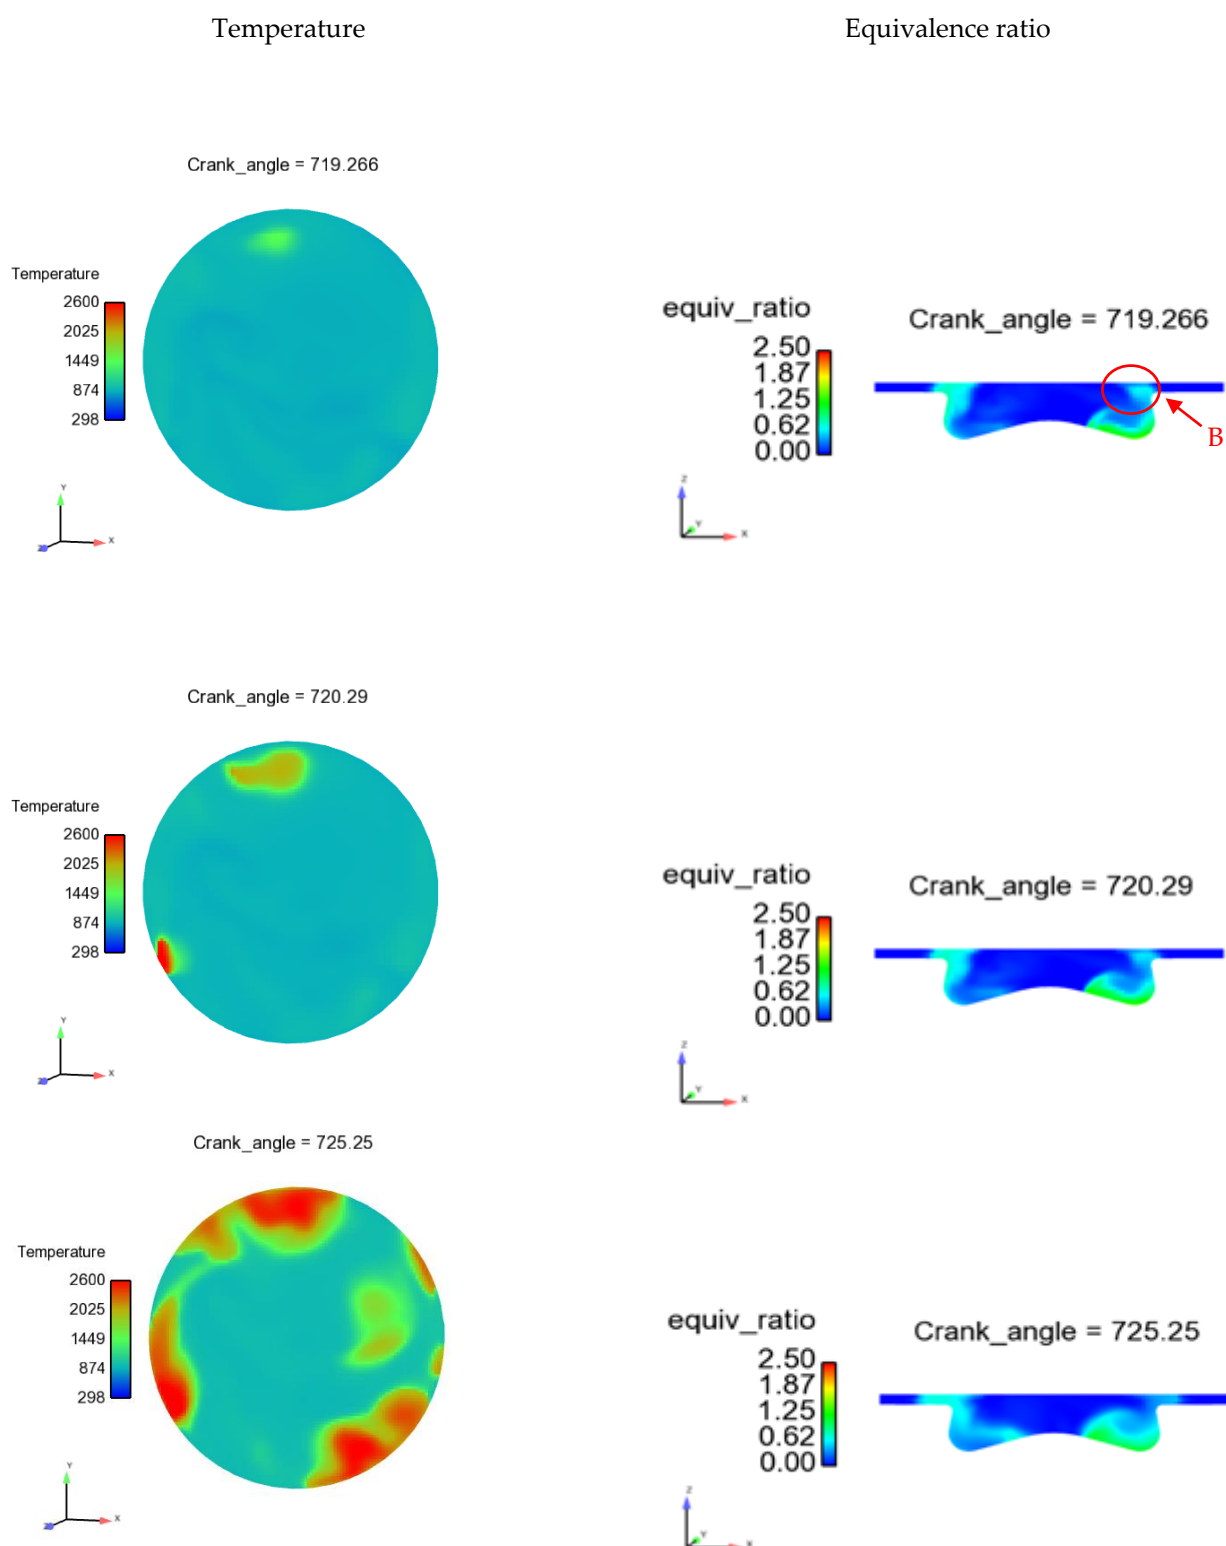 Temperature
Equivalence ratio
Crank_angle = 719.266
Temperature
2600
2025
1449
874
298
Y
Z
X
equiv_ratio
Crank_angle = 719.266
2.50
1.87
1.25
0.62
0.00
B
Z
Y
X
Crank_angle = 720.29
Temperature
2600
2025
1449
874
298
Y
Z
X
equiv_ratio
Crank_angle = 720.29
2.50
1.87
1.25
0.62
0.00
Z
Y
X
Crank_angle = 725.25
Temperature
2600
2025
1449
874
298
Y
Z
X
equiv_ratio
Crank_angle = 725.25
2.50
1.87
1.25
0.62
0.00
Z
Y
X